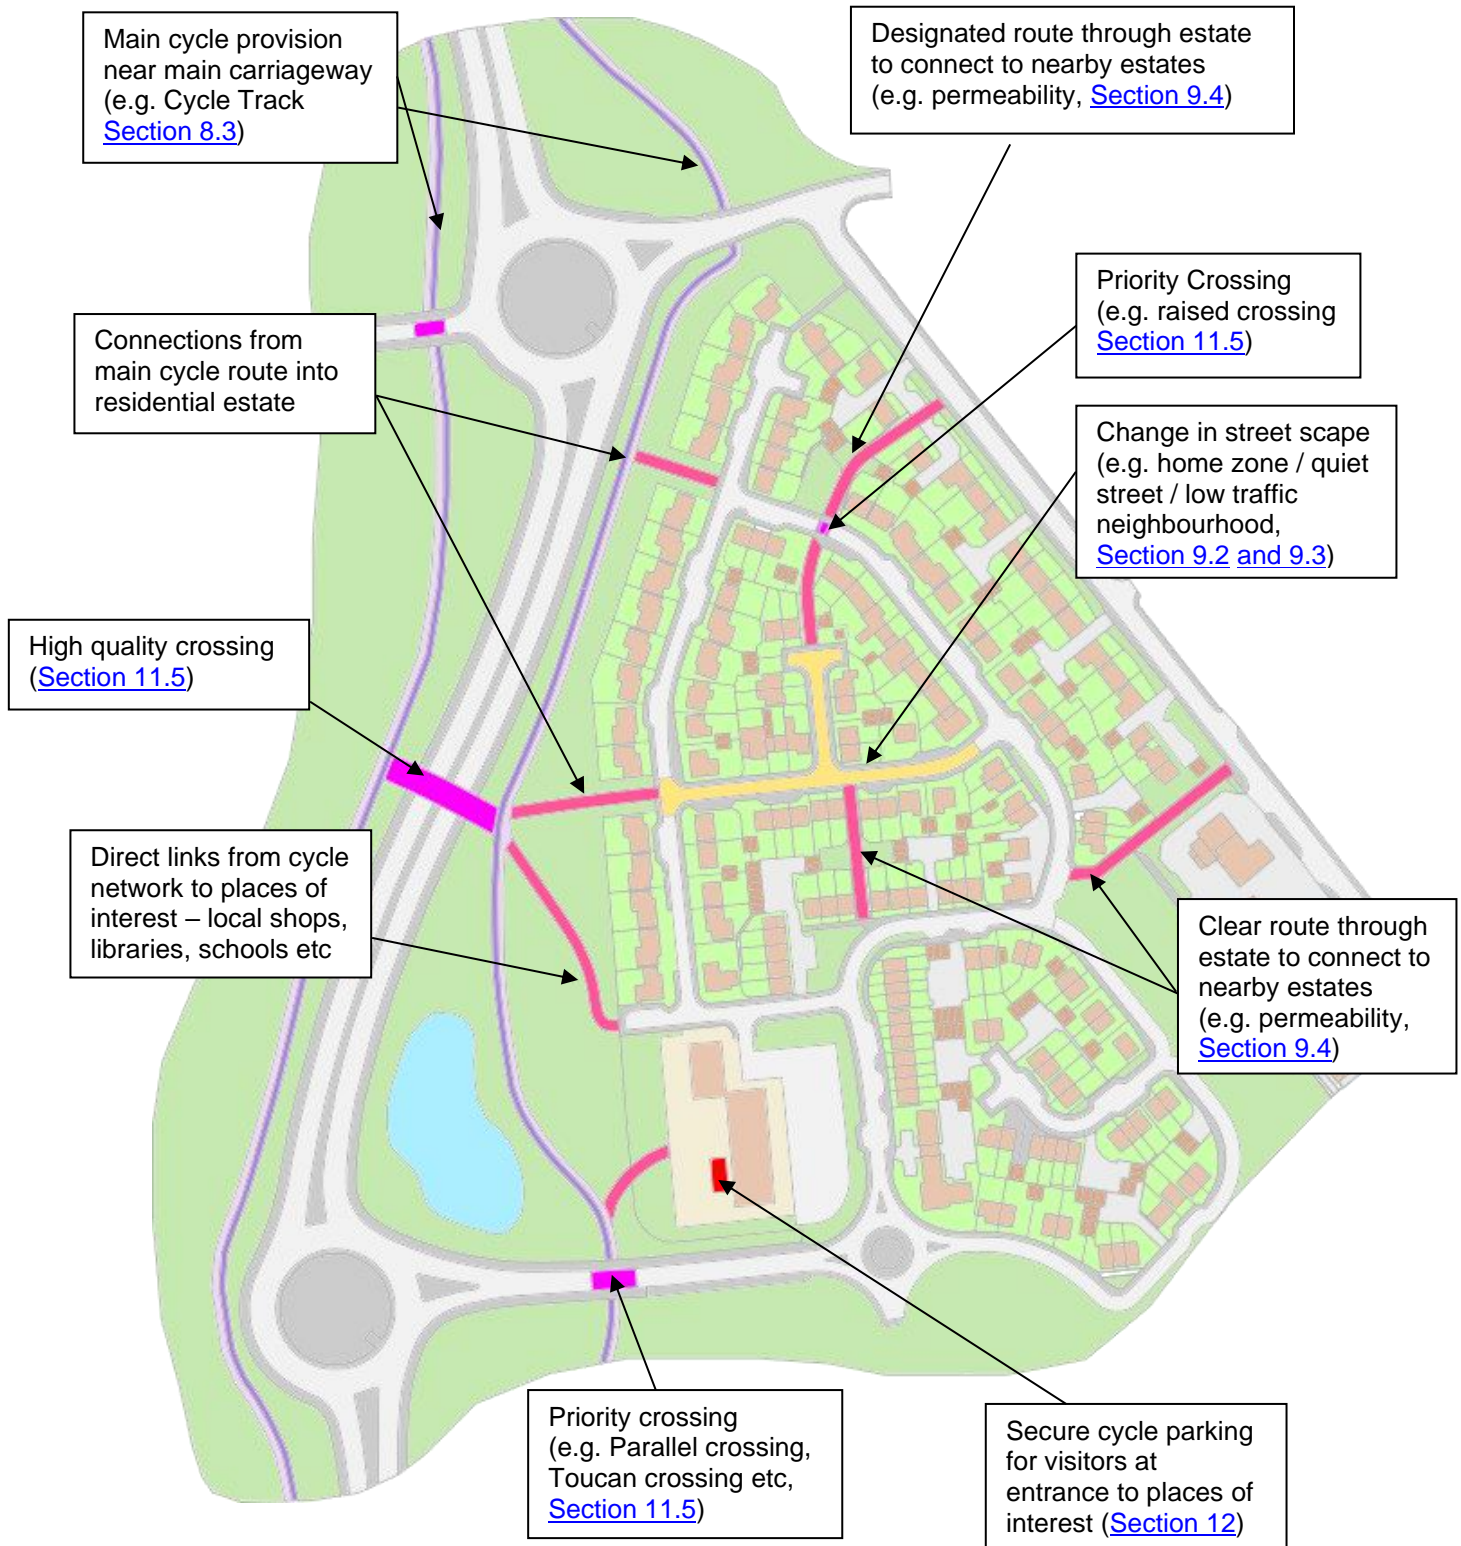 Main cycle provision
near main carriageway
(e.g. Cycle Track
Section 8.3)
Designated route through estate
to connect to nearby estates
(e.g. permeability, Section 9.4)
Priority Crossing
(e.g. raised crossing
Section 11.5)
Connections from
main cycle route into
residential estate
Change in street scape
(e.g. home zone / quiet
street / low traffic
neighbourhood,
Section 9.2 and 9.3)
High quality crossing
(Section 11.5)
Direct links from cycle
network to places of
interest – local shops,
libraries, schools etc
Clear route through
estate to connect to
nearby estates
(e.g. permeability,
Section 9.4)
Priority crossing
(e.g. Parallel crossing,
Toucan crossing etc,
Section 11.5)
Secure cycle parking
for visitors at
entrance to places of
interest (Section 12)